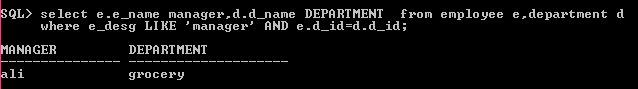 SQL> select e.e_name manager,d.d_name DEPARTMENT  from employee e,department d
where e_desg LIKE 'manager' AND e.d_id=d.d_id;
MANAGER         DEPARTMENT
--------------- --------------------
ali             grocery